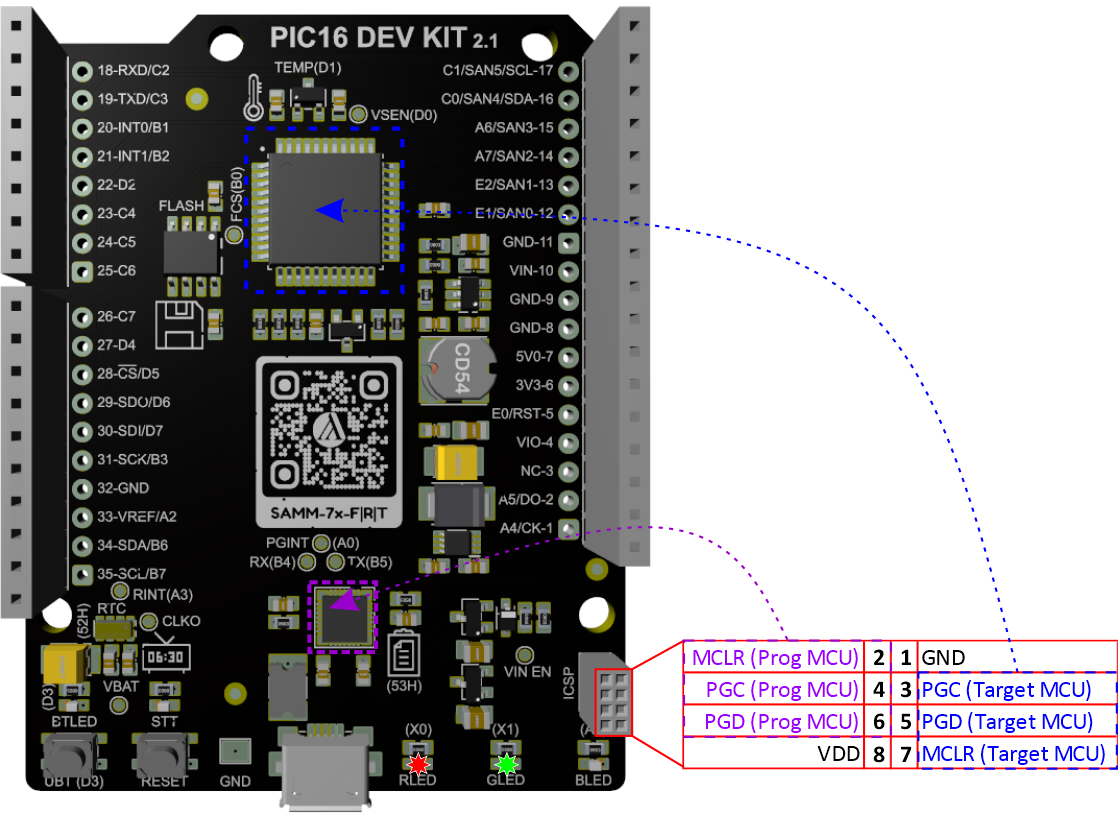 PIC16 DEV KIT 2.1
TEMP(D1)
VSEN(D0)
18-RXD/C2
19-TXD/C3
20-INT0/B1
21-INT1/B2
22-D2
23-C4
24-C5
25-C6
26-C7
27-D4
28-CS/D5
29-SDO/D6
30-SDI/D7
31-SCK/B3
32-GND
33-VREF/A2
34-SDA/B6
35-SCL/B7
C1/SAN5/SCL-17
C0/SAN4/SDA-16
A6/SAN3-15
A7/SAN2-14
E2/SAN1-13
E1/SAN0-12
GND-11
VIN-10
GND-9
GND-8
5V0-7
3V3-6
E0/RST-5
VIO-4
NC-3
A5/DO-2
A4/CK-1
FLASH
FCS(B0)
CD54
SAMM-7x-F|R|T
PGINT (A0)
RX(B4) TX(B5)
RINT(A3)
RTC
(52H)
CLKO
06:30
VBAT
(D3)
BTLED
STT
(53H)
VIN EN
ICSP
UBT (D3)
RESET
GND
(X0)
RLED
(X1)
GLED
BLED
MCLR (Prog MCU) 2 1 GND
PGC (Prog MCU) 4 3 PGC (Target MCU)
PGD (Prog MCU) 6 5 PGD (Target MCU)
VDD 8 7 MCLR (Target MCU)